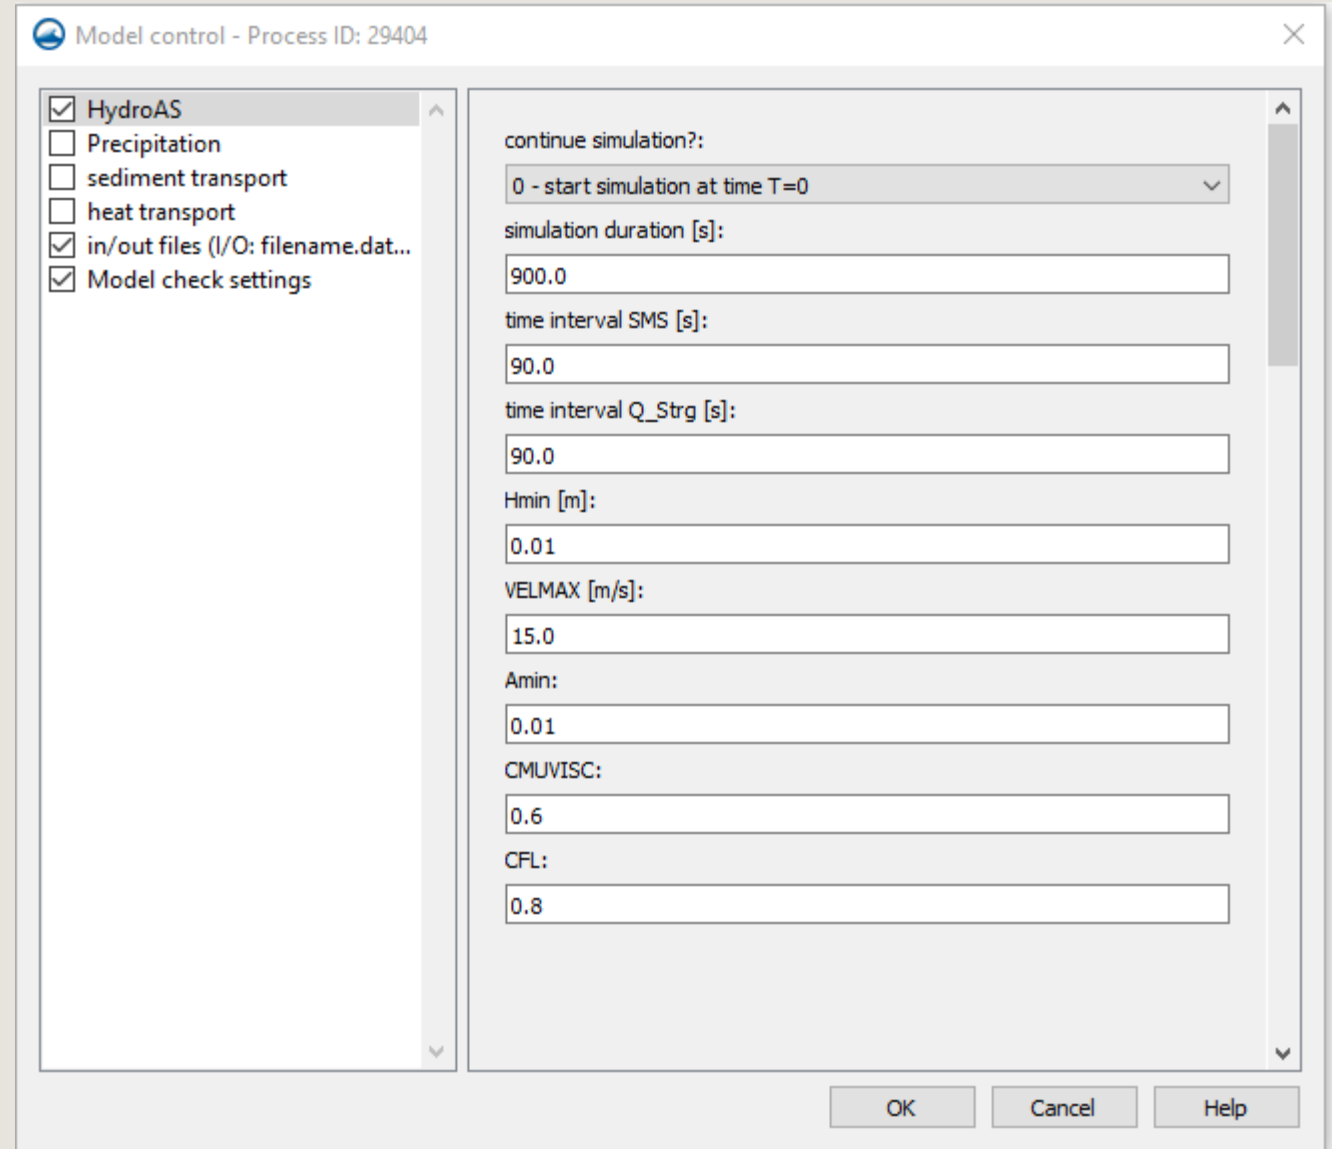 Model control - Process ID: 29404
HydroAS
Precipitation
sediment transport
heat transport
in/out files (I/O: filename.dat...
Model check settings
continue simulation?:
0 - start simulation at time T=0
simulation duration [s]:
900.0
time interval SMS [s]:
90.0
time interval Q_Strg [s]:
90.0
Hmin [m]:
0.01
VELMAX [m/s]:
15.0
Amin:
0.01
CMUVISC:
0.6
CFL:
0.8
OK Cancel Help